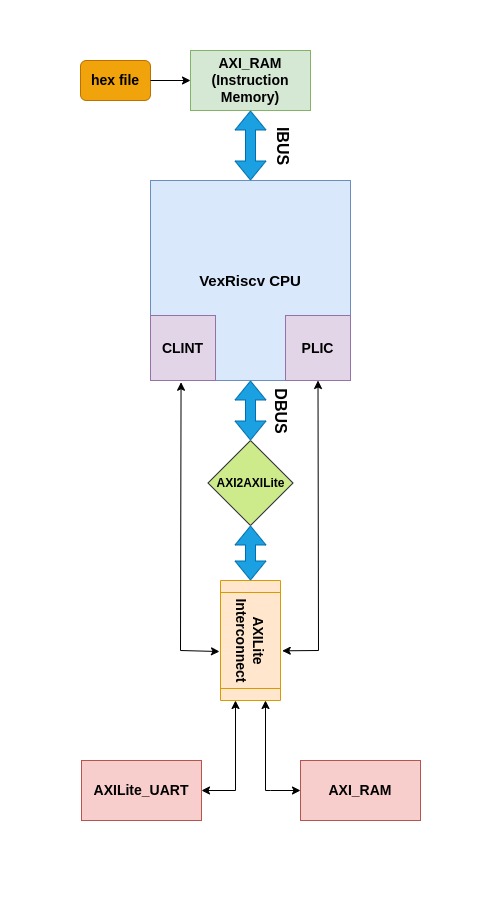 hex file
AXI_RAM
(Instruction
Memory)
IBUS
VexRiscv CPU
CLINT
PLIC
DBUS
AXI2AXILite
AXILite
Interconnect
AXILite_UART
AXI_RAM